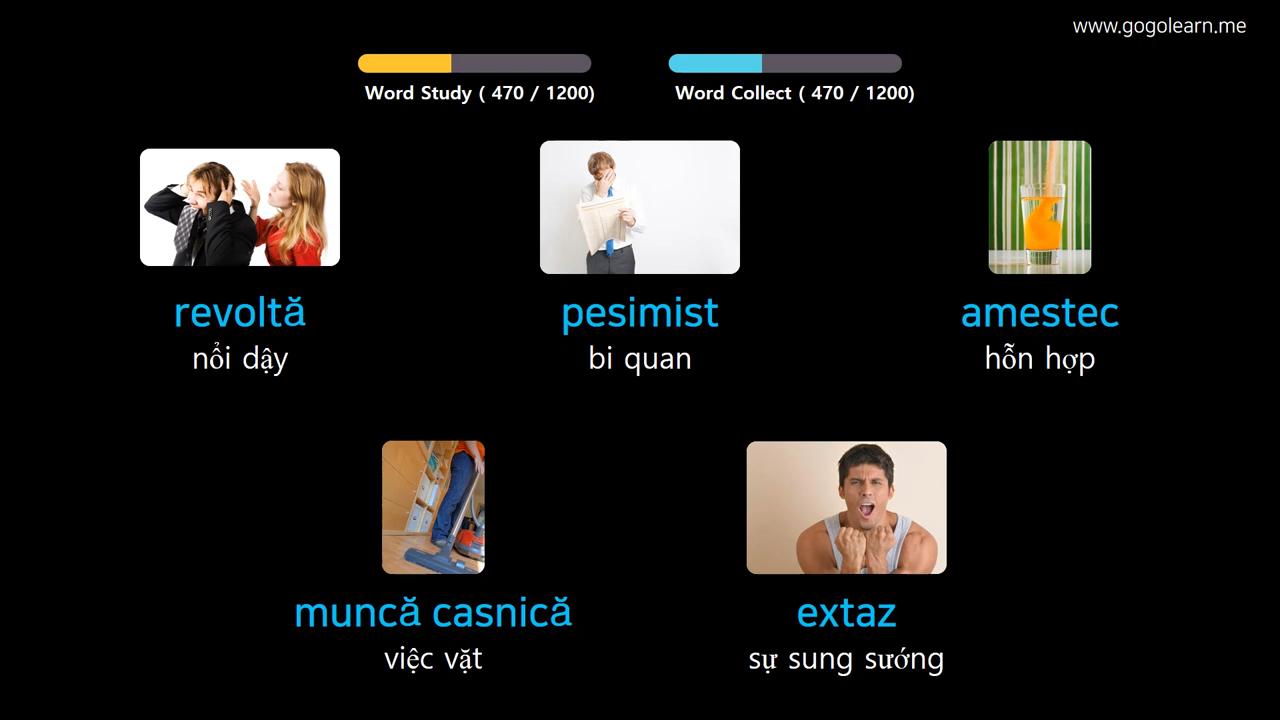 www.gogolearn.me
Word Study ( 470 / 1200)
Word Collect ( 470 / 1200)
revoltă
nổi dậy
pesimist
bi quan
amestec
hỗn hợp
muncă casnică
việc vặt
extaz
sự sung sướng